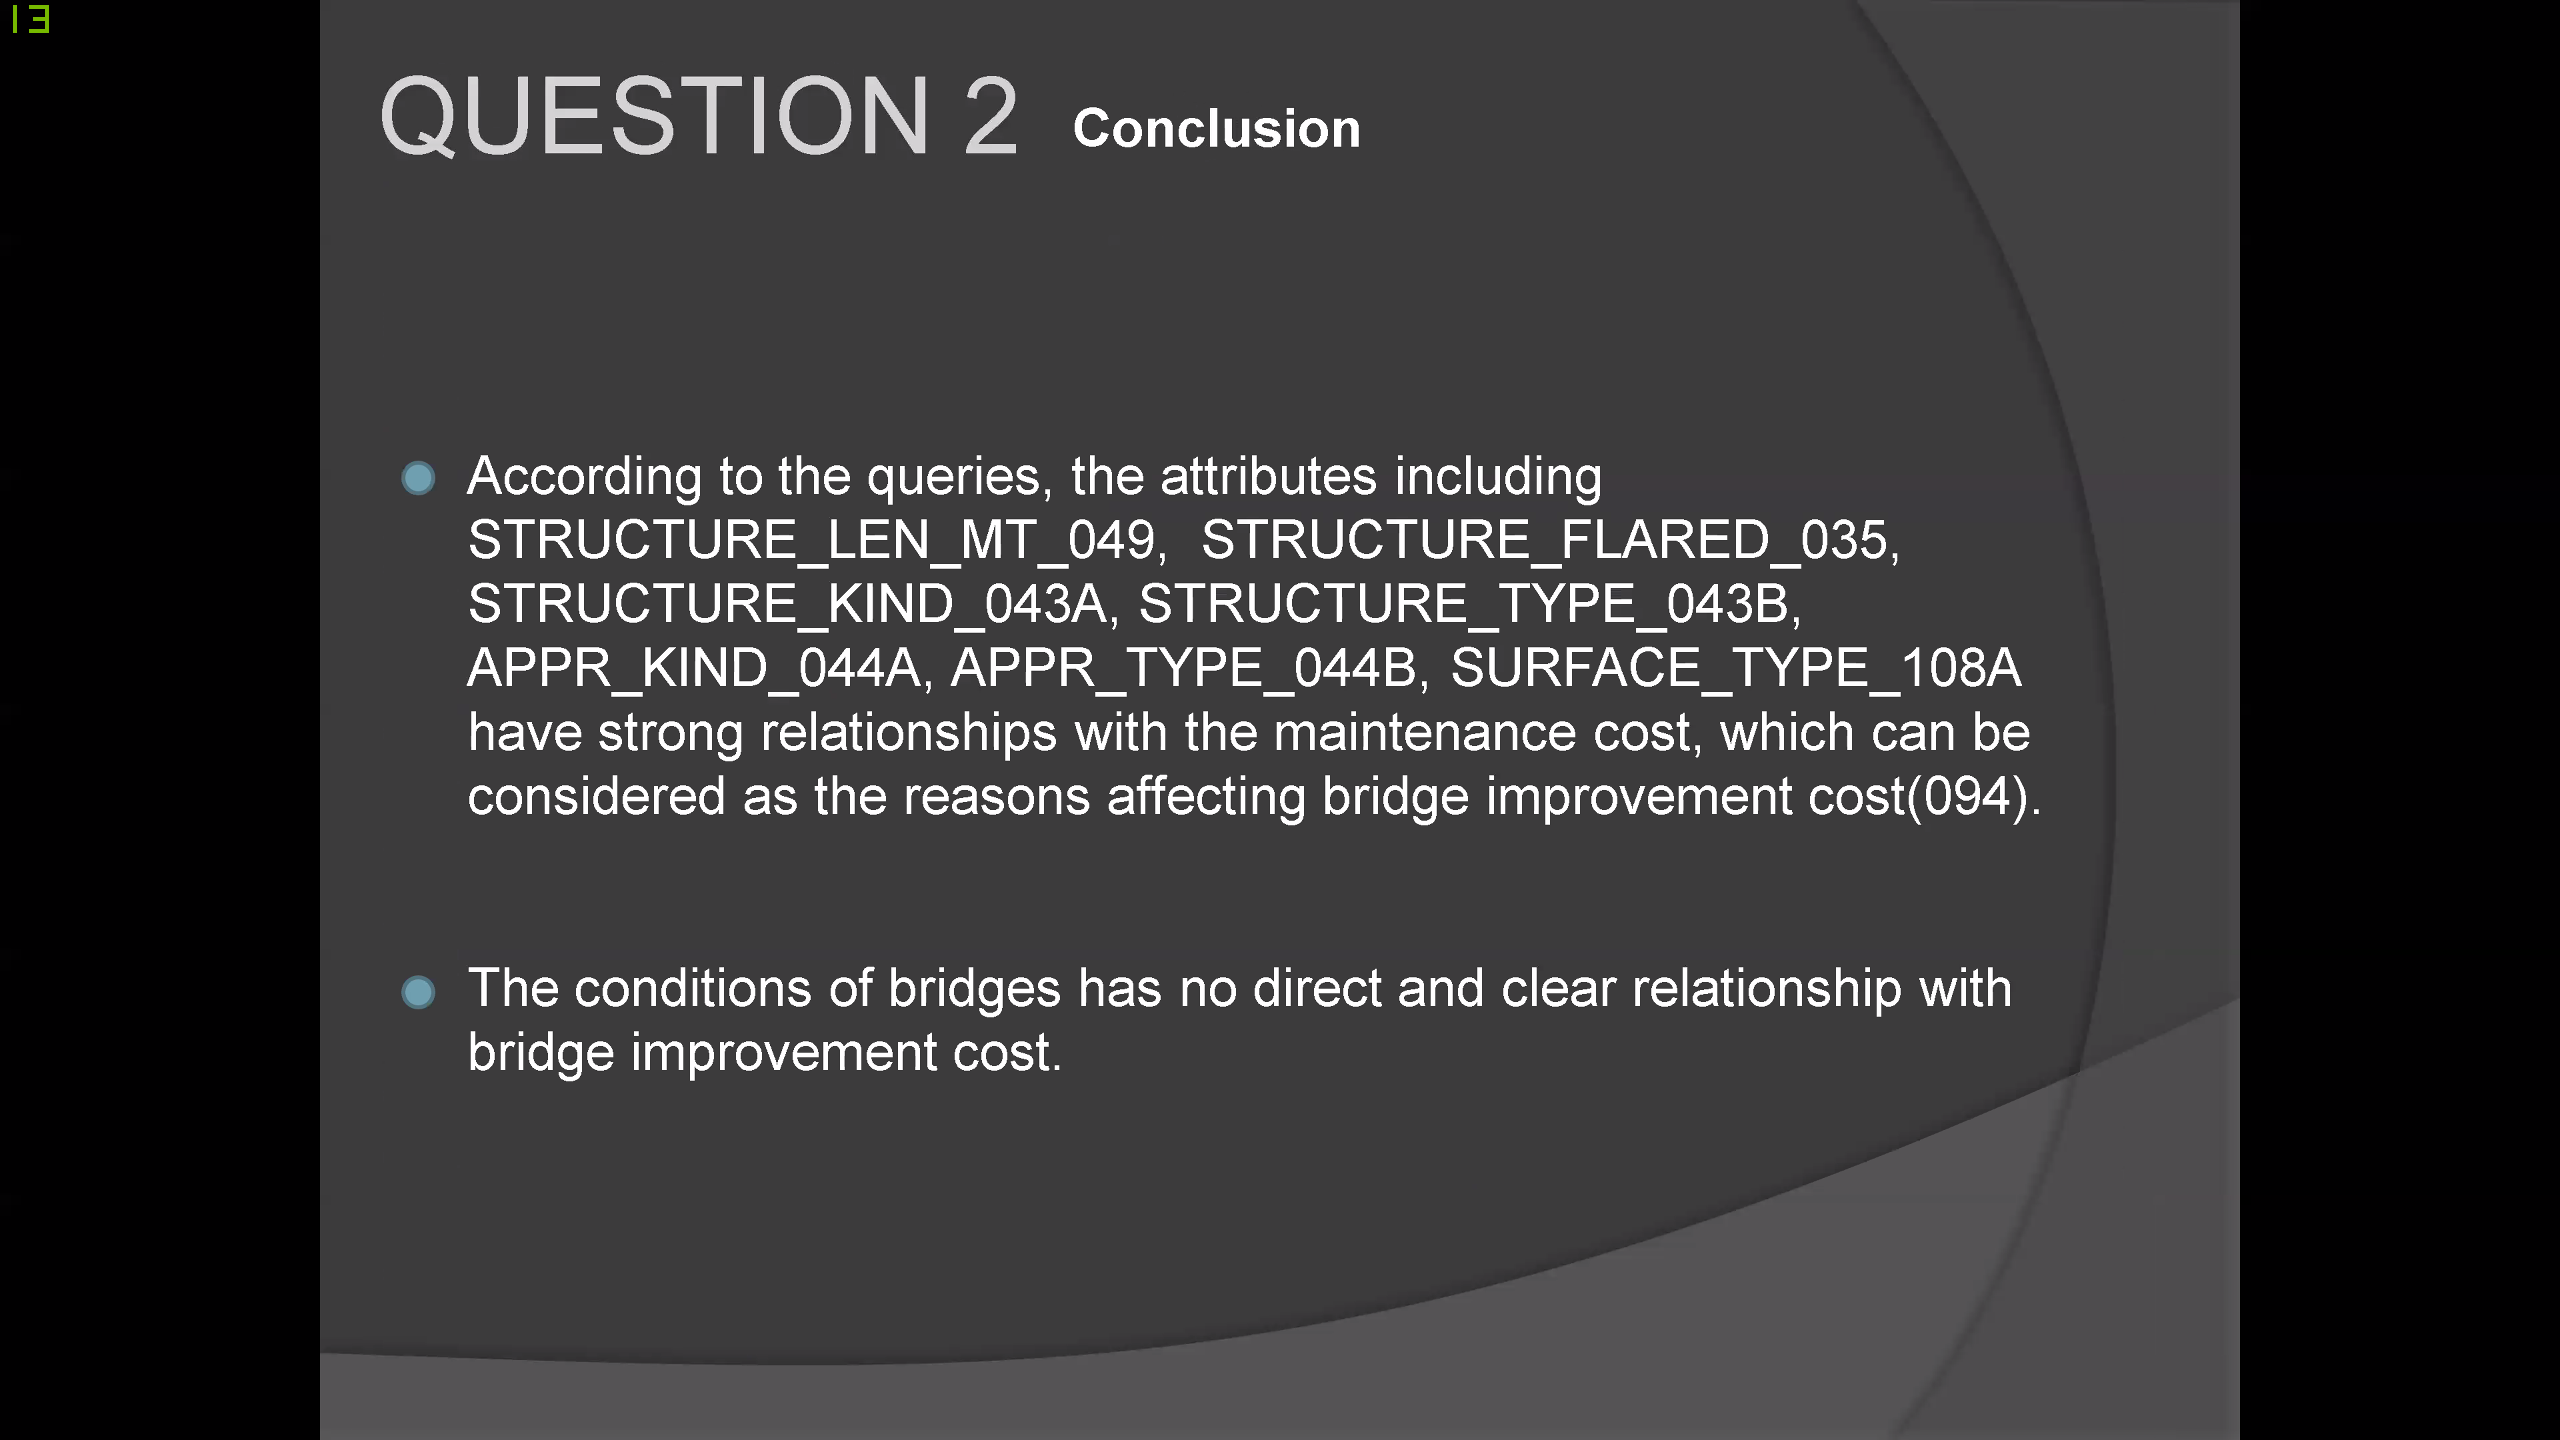 13
QUESTION 2 Conclusion
According to the queries, the attributes including
STRUCTURE_LEN_MT_049, STRUCTURE_FLARED_035,
STRUCTURE_KIND_043A, STRUCTURE_TYPE_043B,
APPR_KIND_044A, APPR_TYPE_044B, SURFACE_TYPE_108A
have strong relationships with the maintenance cost, which can be
considered as the reasons affecting bridge improvement cost(094).
The conditions of bridges has no direct and clear relationship with
bridge improvement cost.